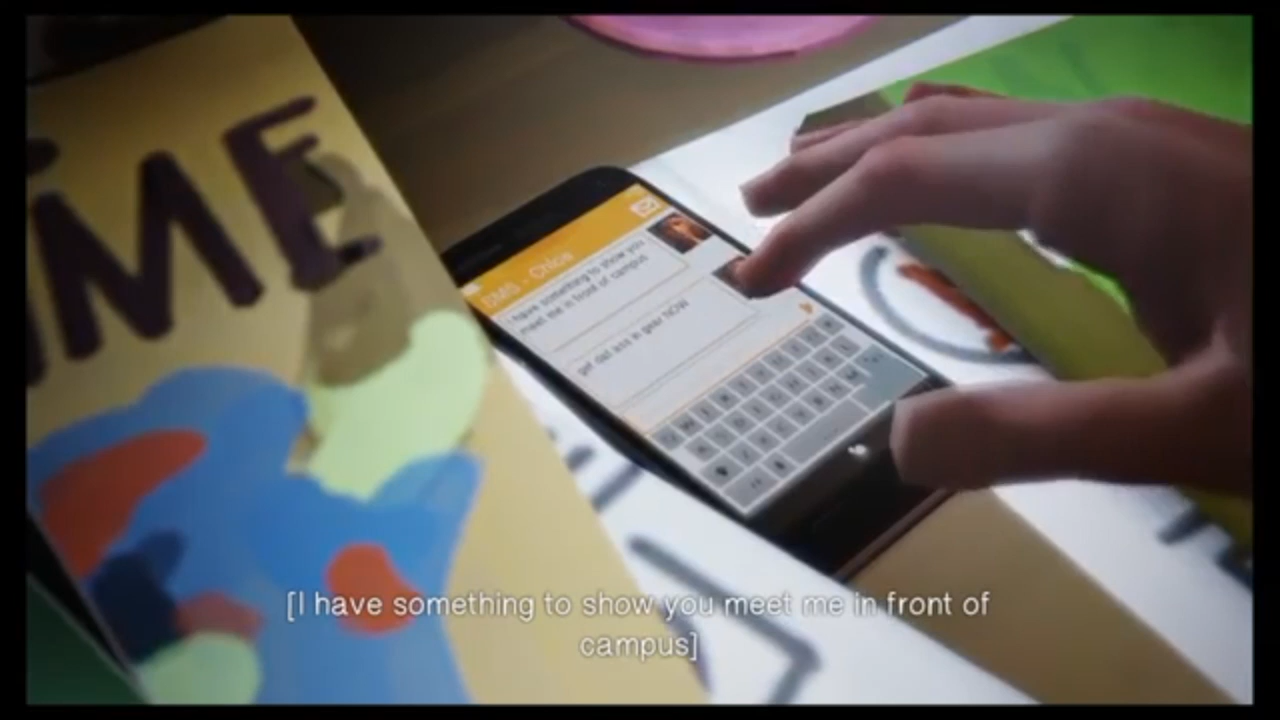 IME
SMS - Chloe
I have something to show you
meet me in front of campus
get dat ass in gear NOW
[I have something to show you meet me in front of
campus]